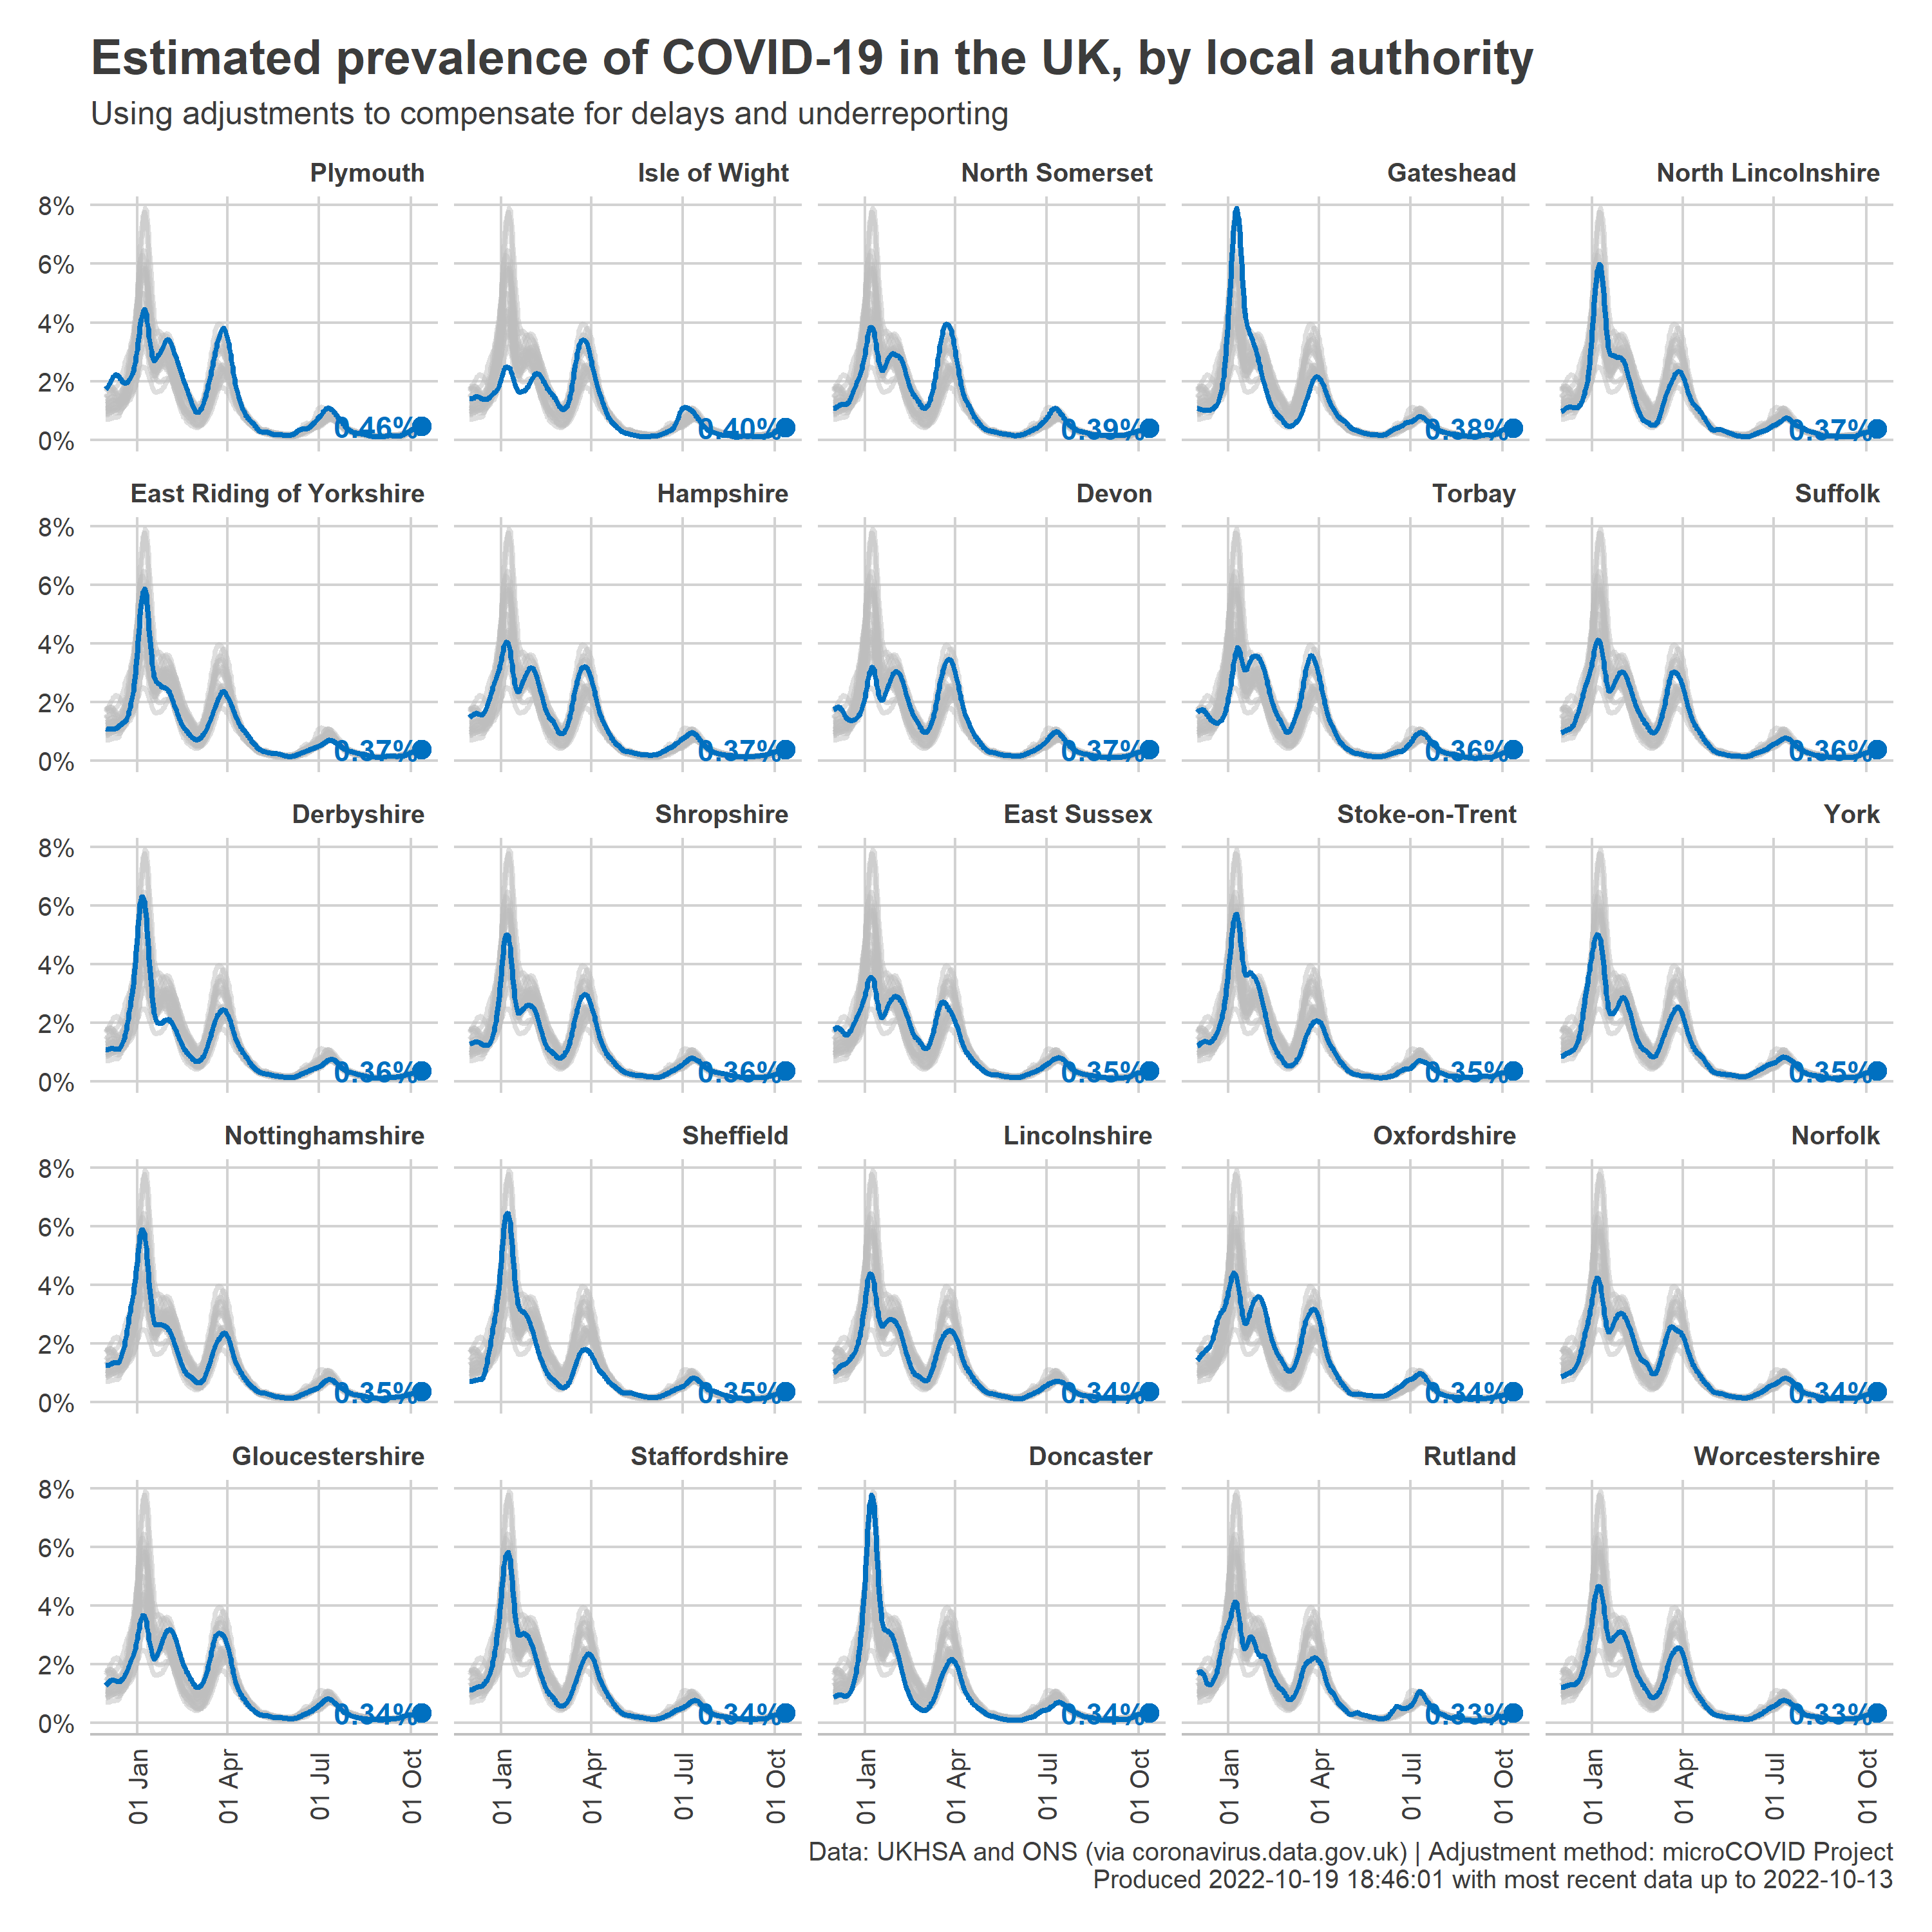 Estimated prevalence of COVID-19 in the UK, by local authority
Using adjustments to compensate for delays and underreporting
Plymouth Isle of Wight North Somerset Gateshead North Lincolnshire
8%
6%
4%
2%
0%
0.46% 0.40% 0.39% 0.38% 0.37%
East Riding of Yorkshire Hampshire Devon Torbay Suffolk
8%
6%
4%
2%
0%
0.37% 0.37% 0.37% 0.36% 0.36%
Derbyshire Shropshire East Sussex Stoke-on-Trent York
8%
6%
4%
2%
0%
0.36% 0.36% 0.35% 0.35% 0.35%
Nottinghamshire Sheffield Lincolnshire Oxfordshire Norfolk
8%
6%
4%
2%
0%
0.35% 0.35% 0.34% 0.34% 0.34%
Gloucestershire Staffordshire Doncaster Rutland Worcestershire
8%
6%
4%
2%
0%
0.34% 0.34% 0.34% 0.33% 0.33%
01 Jan 01 Apr 01 Jul 01 Oct 01 Jan 01 Apr 01 Jul 01 Oct 01 Jan 01 Apr 01 Jul 01 Oct 01 Jan 01 Apr 01 Jul 01 Oct 01 Jan 01 Apr 01 Jul 01 Oct
Data: UKHSA and ONS (via coronavirus.data.gov.uk) | Adjustment method: microCOVID Project
Produced 2022-10-19 18:46:01 with most recent data up to 2022-10-13